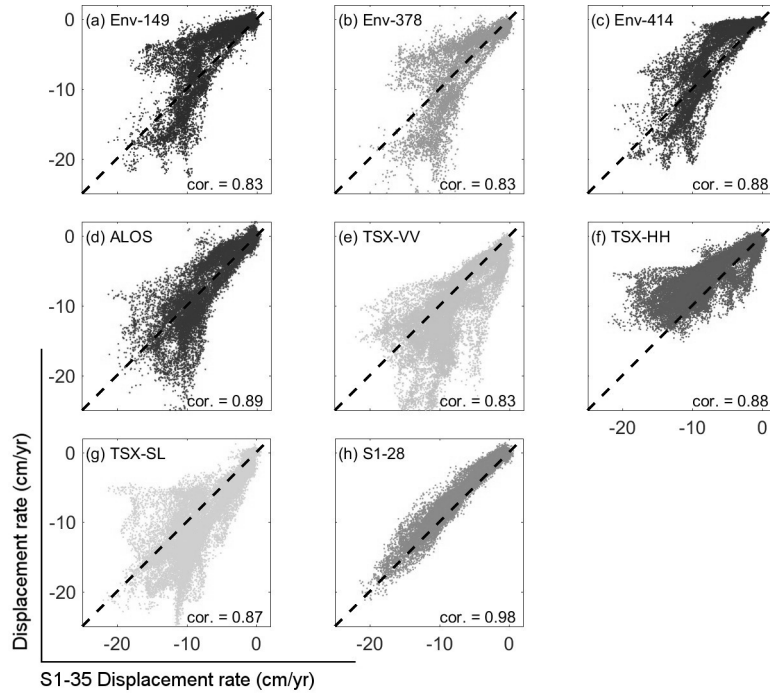 (a) Env-149
(b) Env-378
(c) Env-414
0
-10
-20
cor. = 0.83
cor. = 0.83
cor. = 0.88
(d) ALOS
(e) TSX-VV
(f) TSX-HH
0
-10
-20
cor. = 0.89
cor. = 0.83
cor. = 0.88
-20 -10 0
(g) TSX-SL
(h) S1-28
0
-10
-20
cor. = 0.87
cor. = 0.98
-20 -10 0
-20 -10 0
Displacement rate (cm/yr)
S1-35 Displacement rate (cm/yr)